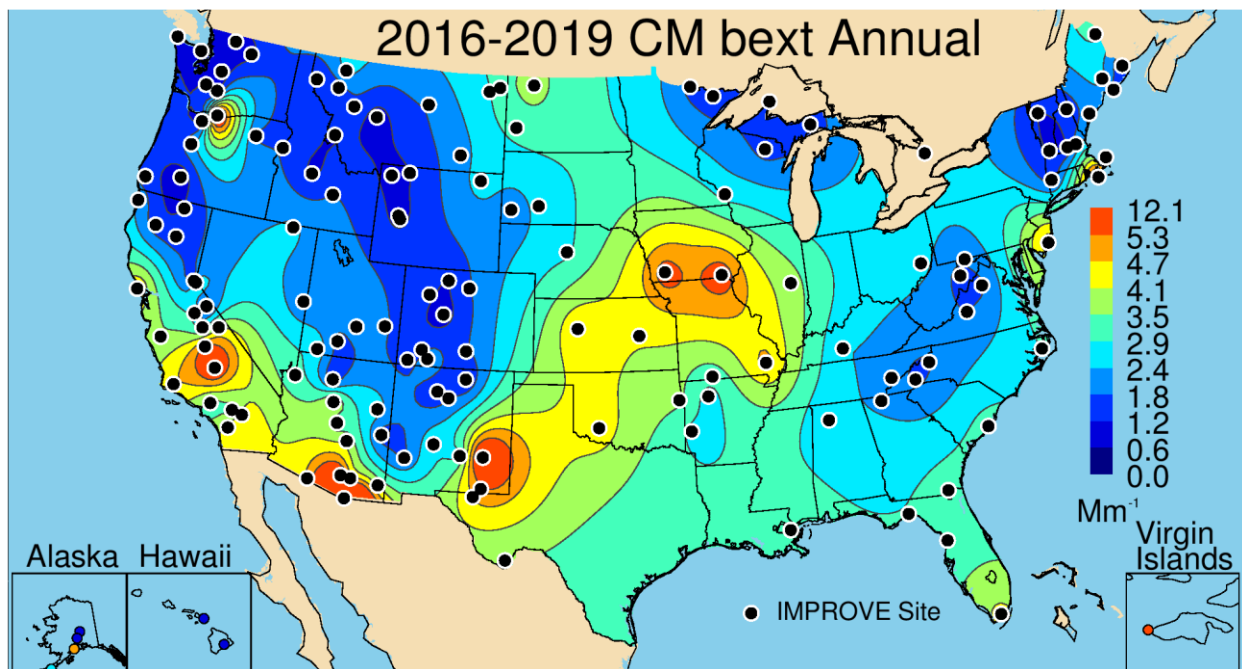 2016-2019 CM bext Annual
12.1
5.3
4.7
4.1
3.5
2.9
2.4
1.8
1.2
0.6
0.0
Mm⁻¹
Alaska
Hawaii
IMPROVE Site
Virgin
Islands